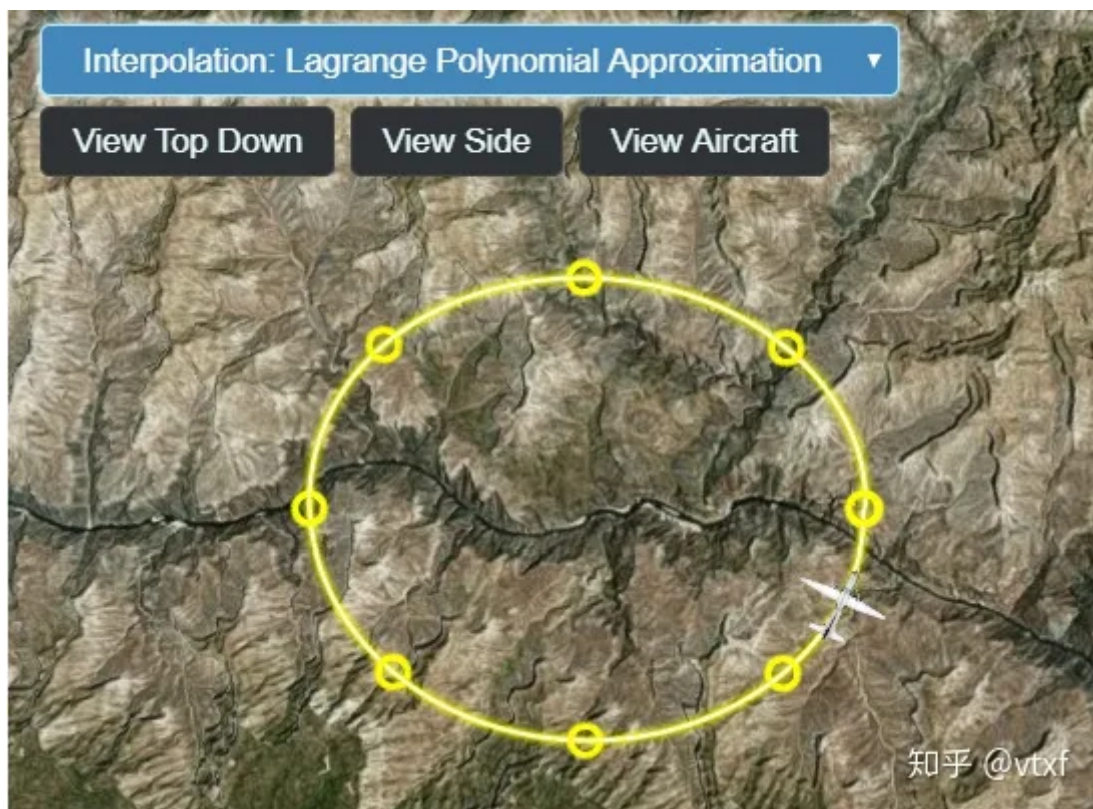 Interpolation: Lagrange Polynomial Approximation
View Top Down View Side View Aircraft
知乎 @vtxf